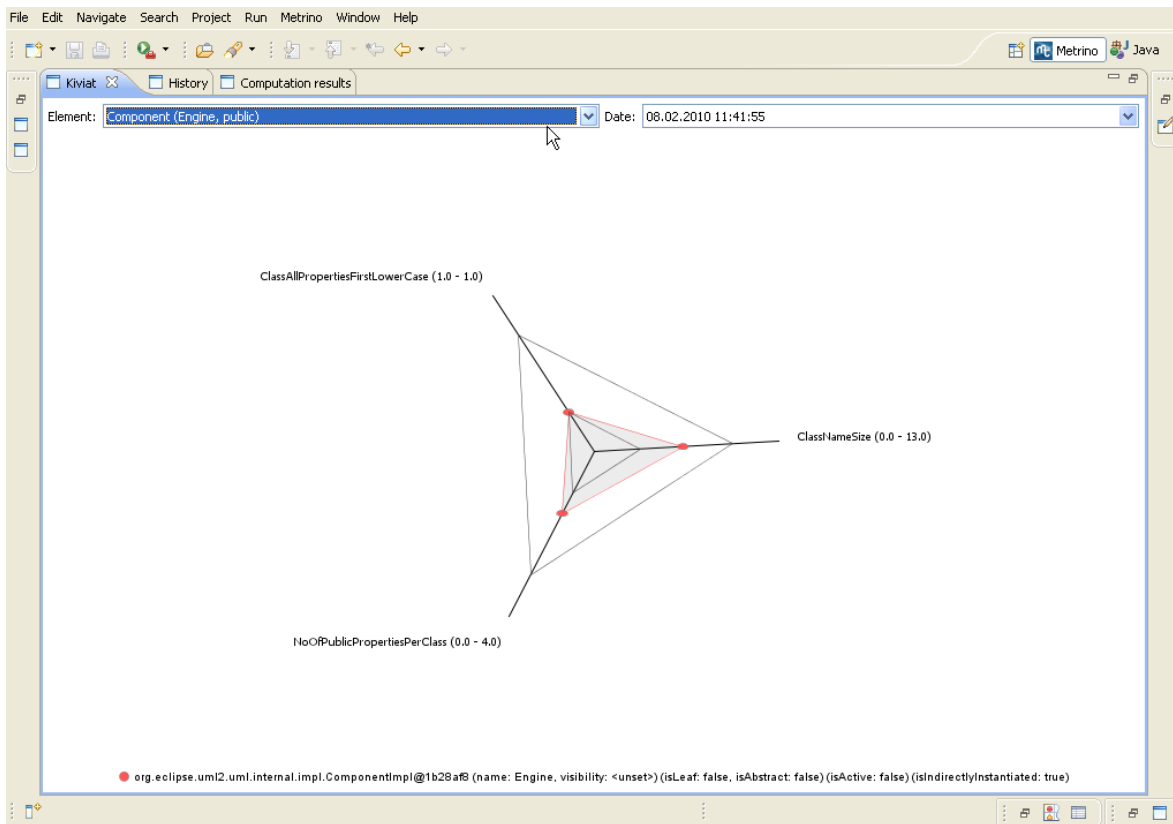 File Edit Navigate Search Project Run Metrino Window Help
Metrino Java
Kiviat History Computation results
Element: Component (Engine, public) Date: 08.02.2010 11:41:55
ClassAllPropertiesFirstLowerCase (1.0 - 1.0)
ClassNameSize (0.0 - 13.0)
NoOfPublicPropertiesPerClass (0.0 - 4.0)
org.eclipse.uml2.uml.internal.impl.ComponentImpl@1b28af8 (name: Engine, visibility: <unset>) (isLeaf: false, isAbstract: false) (isActive: false) (isIndirectlyInstantiated: true)